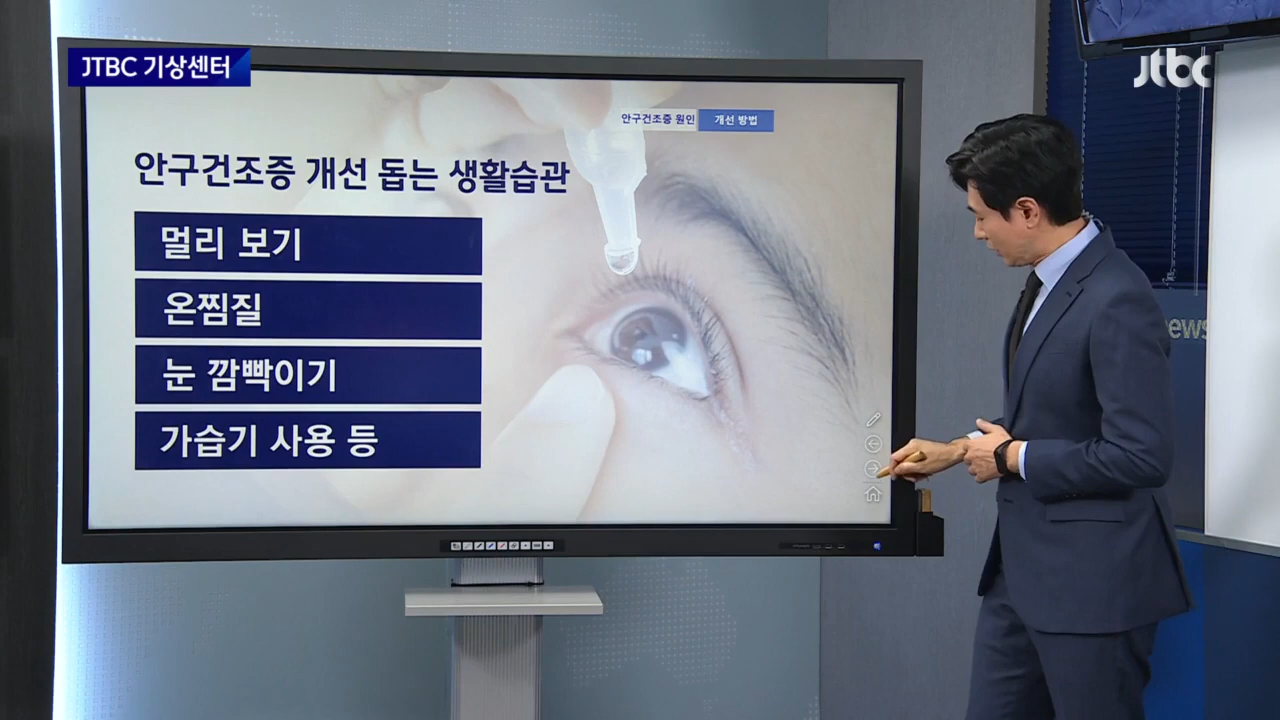 JTBC 기상센터
jtbc
안구건조증 원인
개선 방법
안구건조증 개선 돕는 생활습관
멀리 보기
온찜질
눈 깜빡이기
가습기 사용 등
news